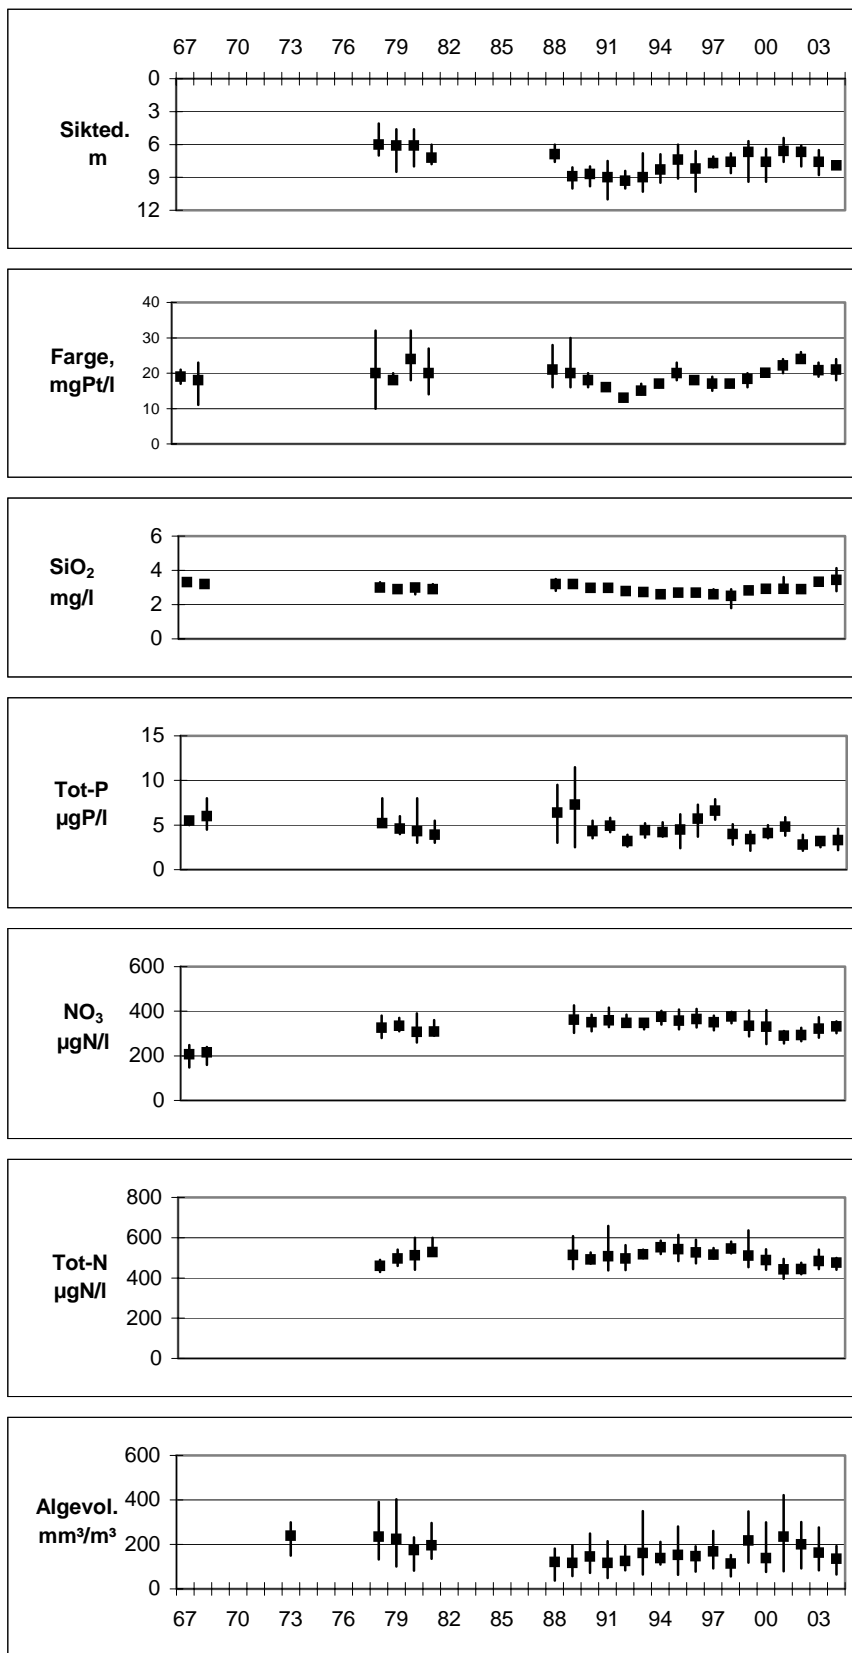 67 70 73 76 79 82 85 88 91 94 97 00 03
0
3
Sikted.
6
m
9
12
40
30
Farge,
20
mgPt/l
10
0
6
SiO₂
4
mg/l
2
0
15
Tot-P
10
µgP/l
5
0
600
NO₃
400
µgN/l
200
0
800
600
Tot-N
400
µgN/l
200
0
600
Algevol.
400
mm³/m³
200
0
67 70 73 76 79 82 85 88 91 94 97 00 03